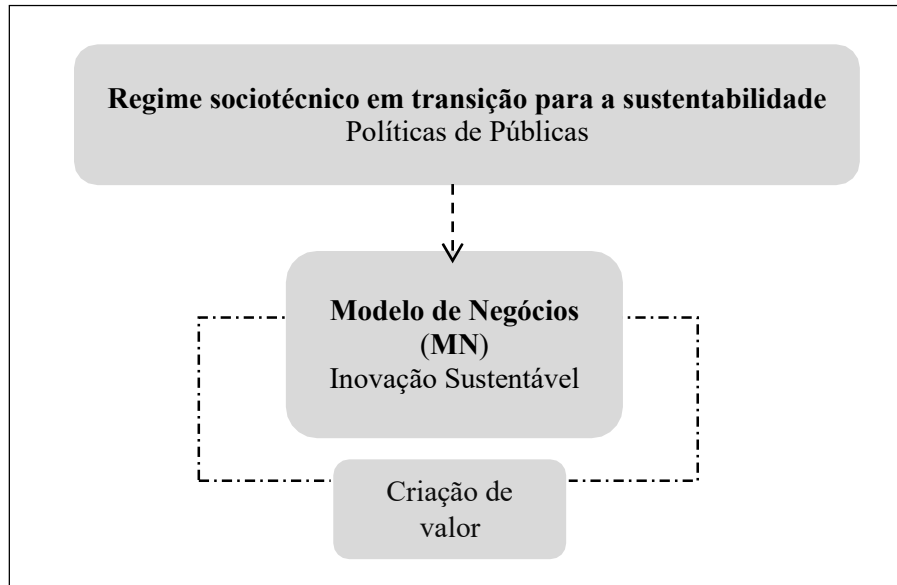 Regime sociotécnico em transição para a sustentabilidade
Políticas de Públicas
Modelo de Negócios
(MN)
Inovação Sustentável
Criação de
valor